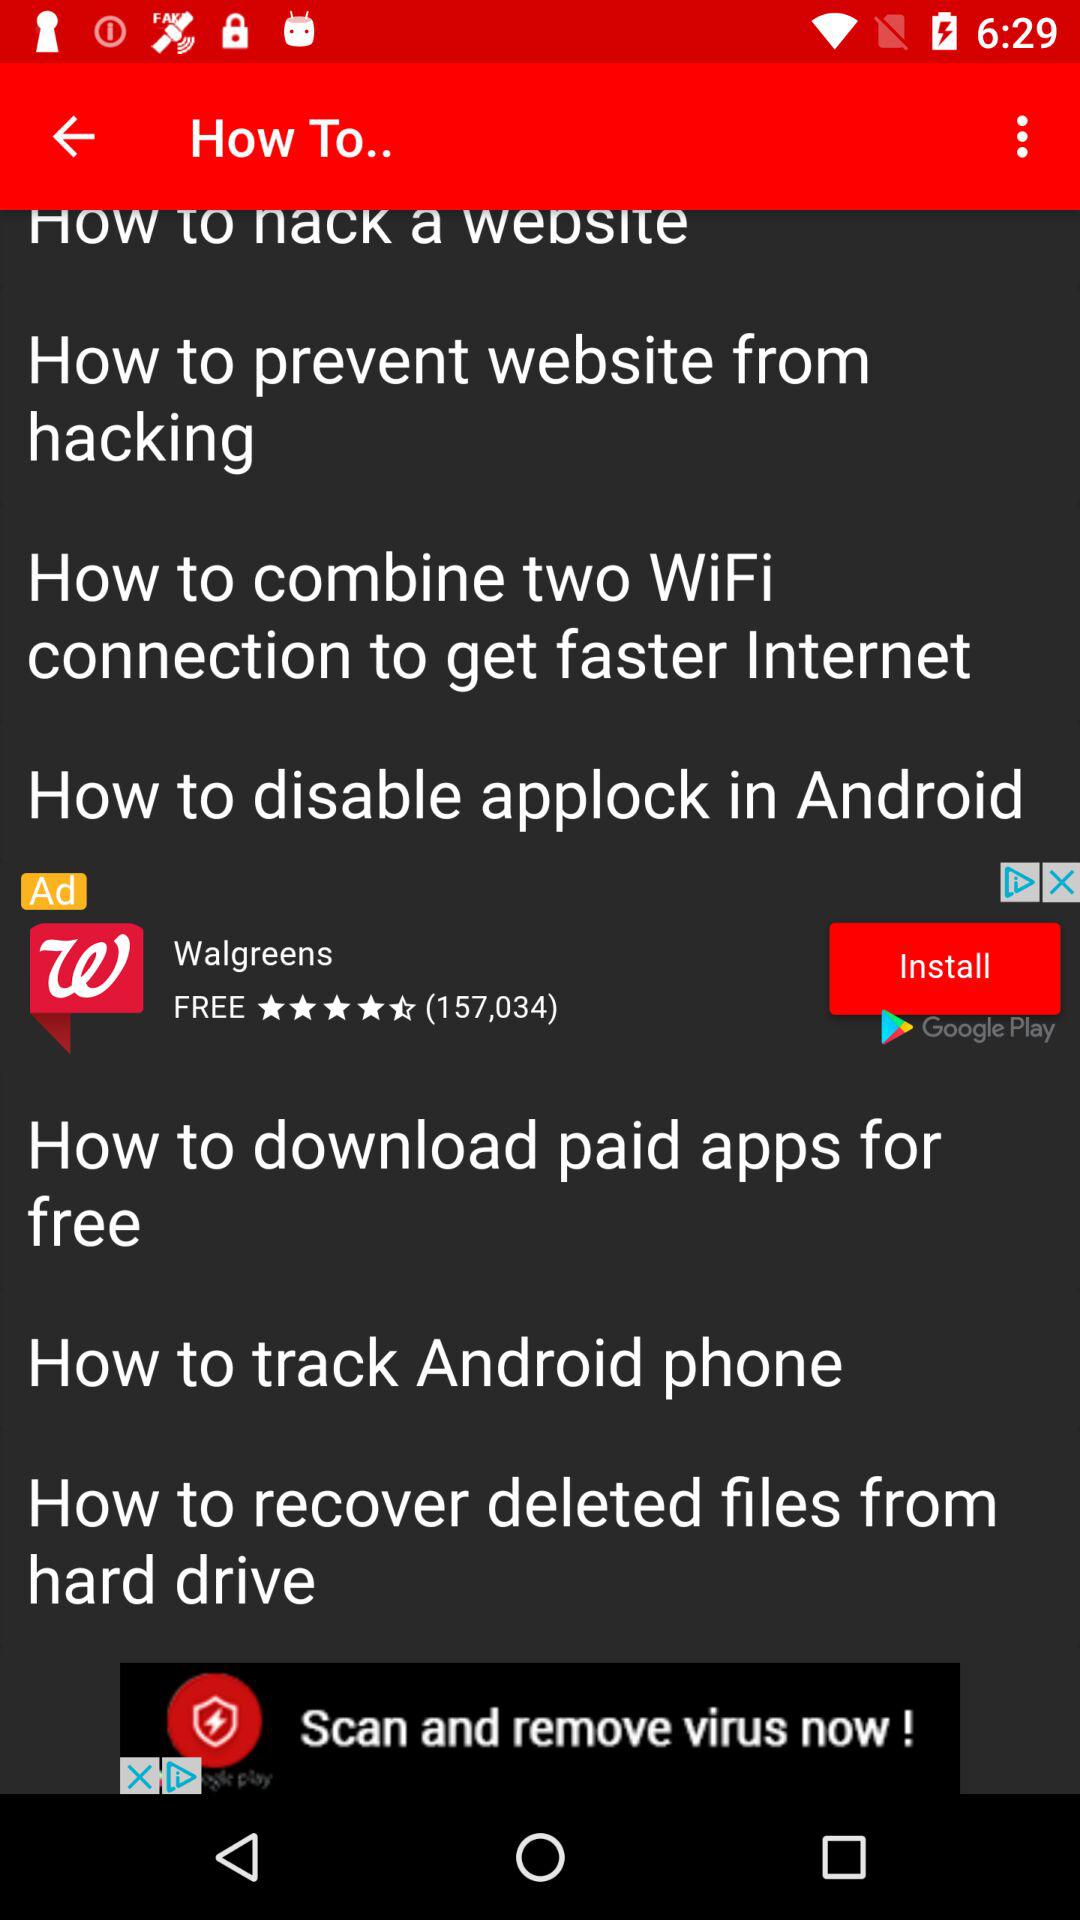 FAKE
6:29
How To..
How to hack a website
How to prevent website from
hacking
How to combine two WiFi
connection to get faster Internet
How to disable applock in Android
Ad
Walgreens
FREE ★★★★⯪ (157,034)
Install
Google Play
How to download paid apps for
free
How to track Android phone
How to recover deleted files from
hard drive
Scan and remove virus now !
play